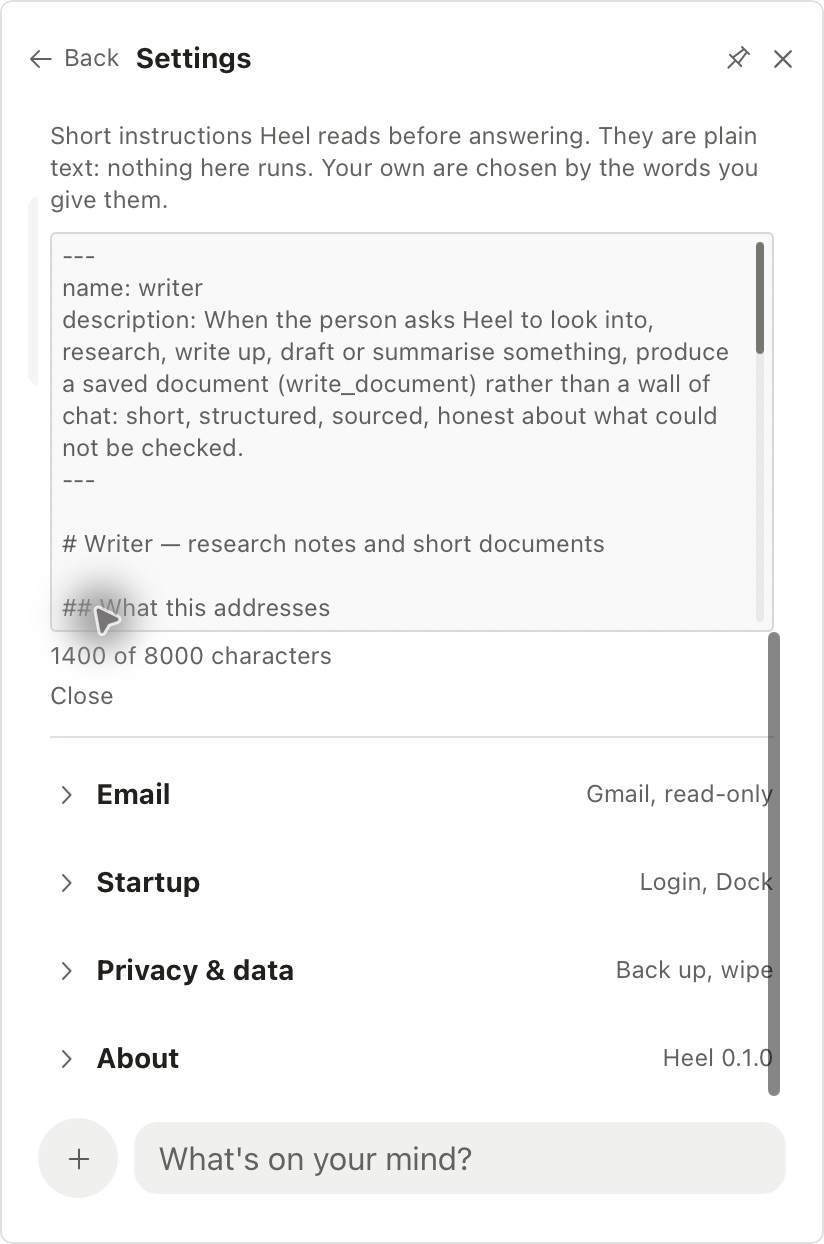 Back Settings
Short instructions Heel reads before answering. They are plain
text: nothing here runs. Your own are chosen by the words you
give them.
---
name: writer
description: When the person asks Heel to look into,
research, write up, draft or summarise something, produce
a saved document (write_document) rather than a wall of
chat: short, structured, sourced, honest about what could
not be checked.
---
# Writer — research notes and short documents
## What this addresses
1400 of 8000 characters
Close
Email Gmail, read-only
Startup Login, Dock
Privacy & data Back up, wipe
About Heel 0.1.0
What's on your mind?